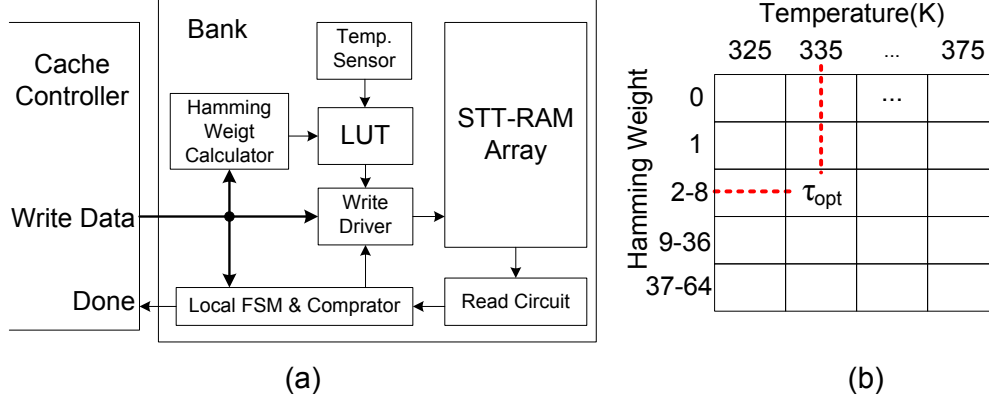 Cache
Controller
Write Data
Done
Bank
Temp.
Sensor
Hamming
Weigt
Calculator
LUT
Write
Driver
STT-RAM
Array
Local FSM & Comprator
Read Circuit
(a)
Temperature(K)
325 335 ... 375
Hamming Weight
0 ...
1
2-8 τopt
9-36
37-64
(b)